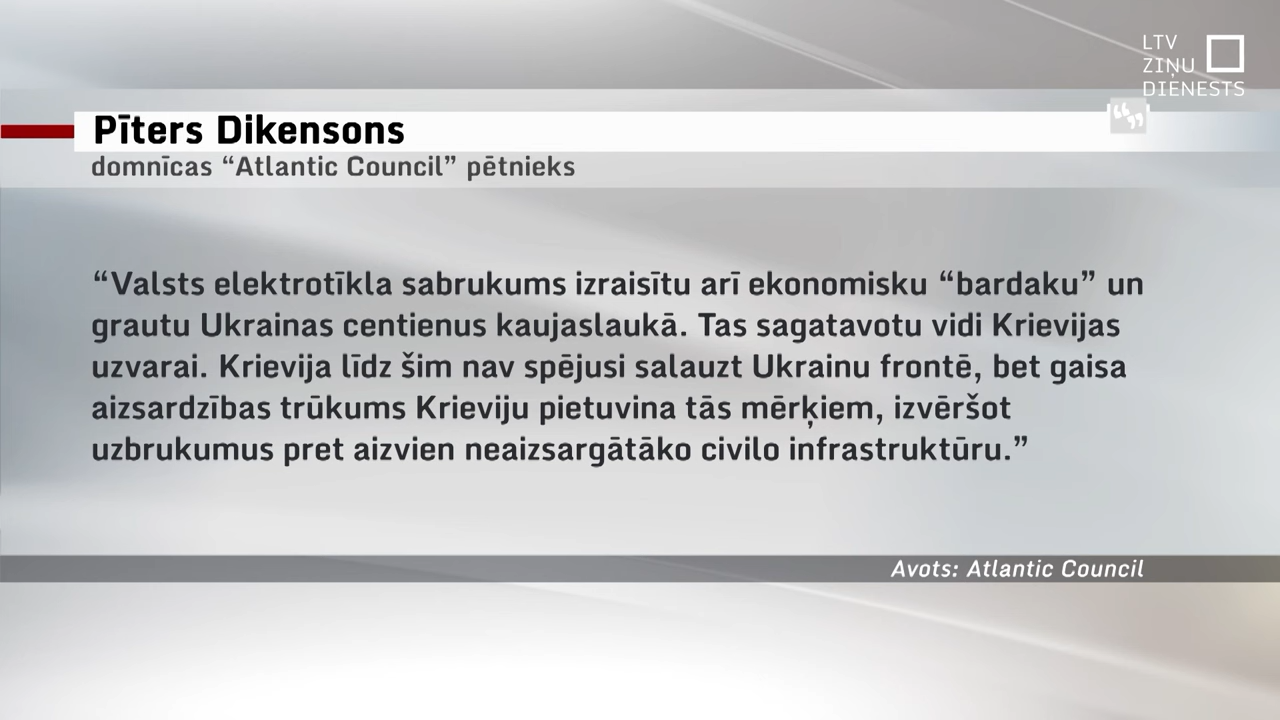 LTV
ZIŅU
DIENESTS
Pīters Dikensons
domnīcas “Atlantic Council” pētnieks
“Valsts elektrotīkla sabrukums izraisītu arī ekonomisku “bardaku” un
grautu Ukrainas centienus kaujaslaukā. Tas sagatavotu vidi Krievijas
uzvarai. Krievija līdz šim nav spējusi salauzt Ukrainu frontē, bet gaisa
aizsardzības trūkums Krieviju pietuvina tās mērķiem, izvēršot
uzbrukumus pret aizvien neaizsargātāko civilo infrastruktūru.”
Avots: Atlantic Council